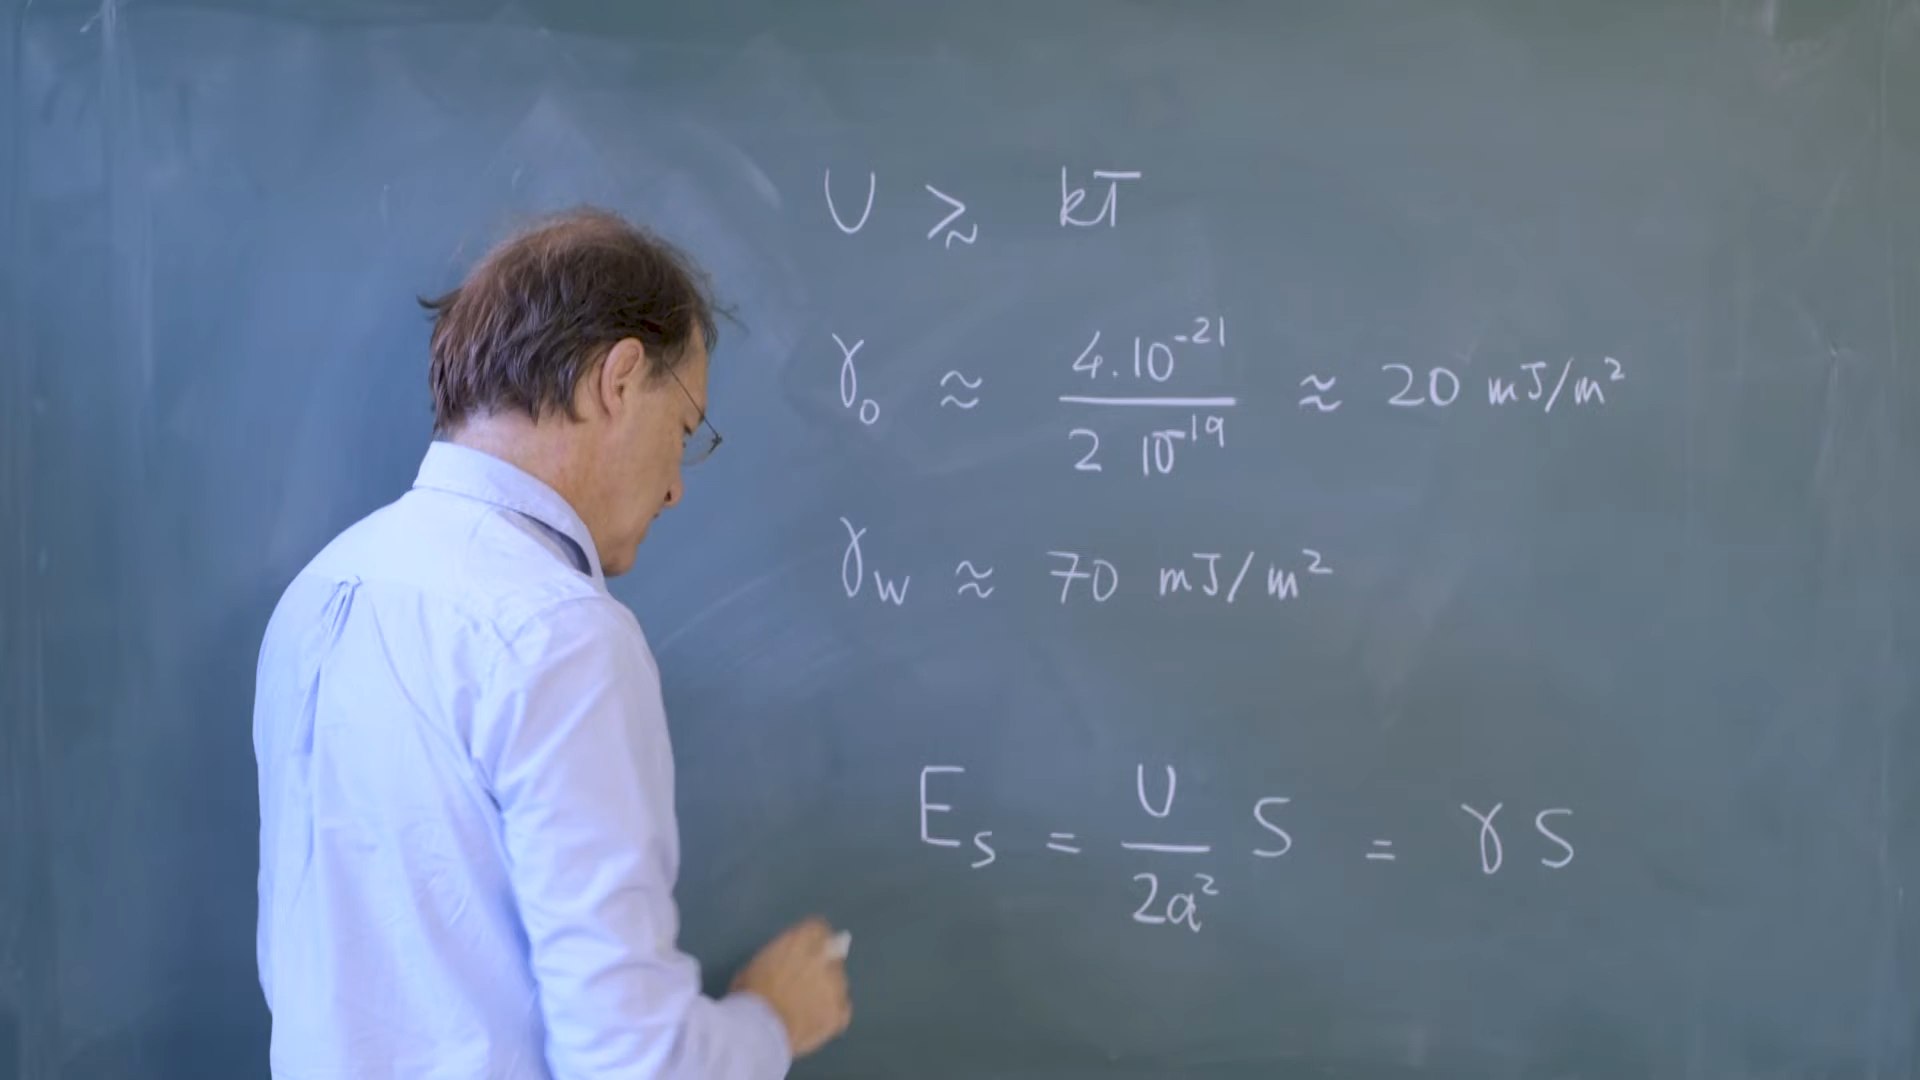 U ≳ kT
γ₀ ≈ 4.10⁻²¹ / 2 10⁻¹⁹ ≈ 20 mJ/m²
γ_w ≈ 70 mJ/m²
E_s = U / 2a² S = γ S